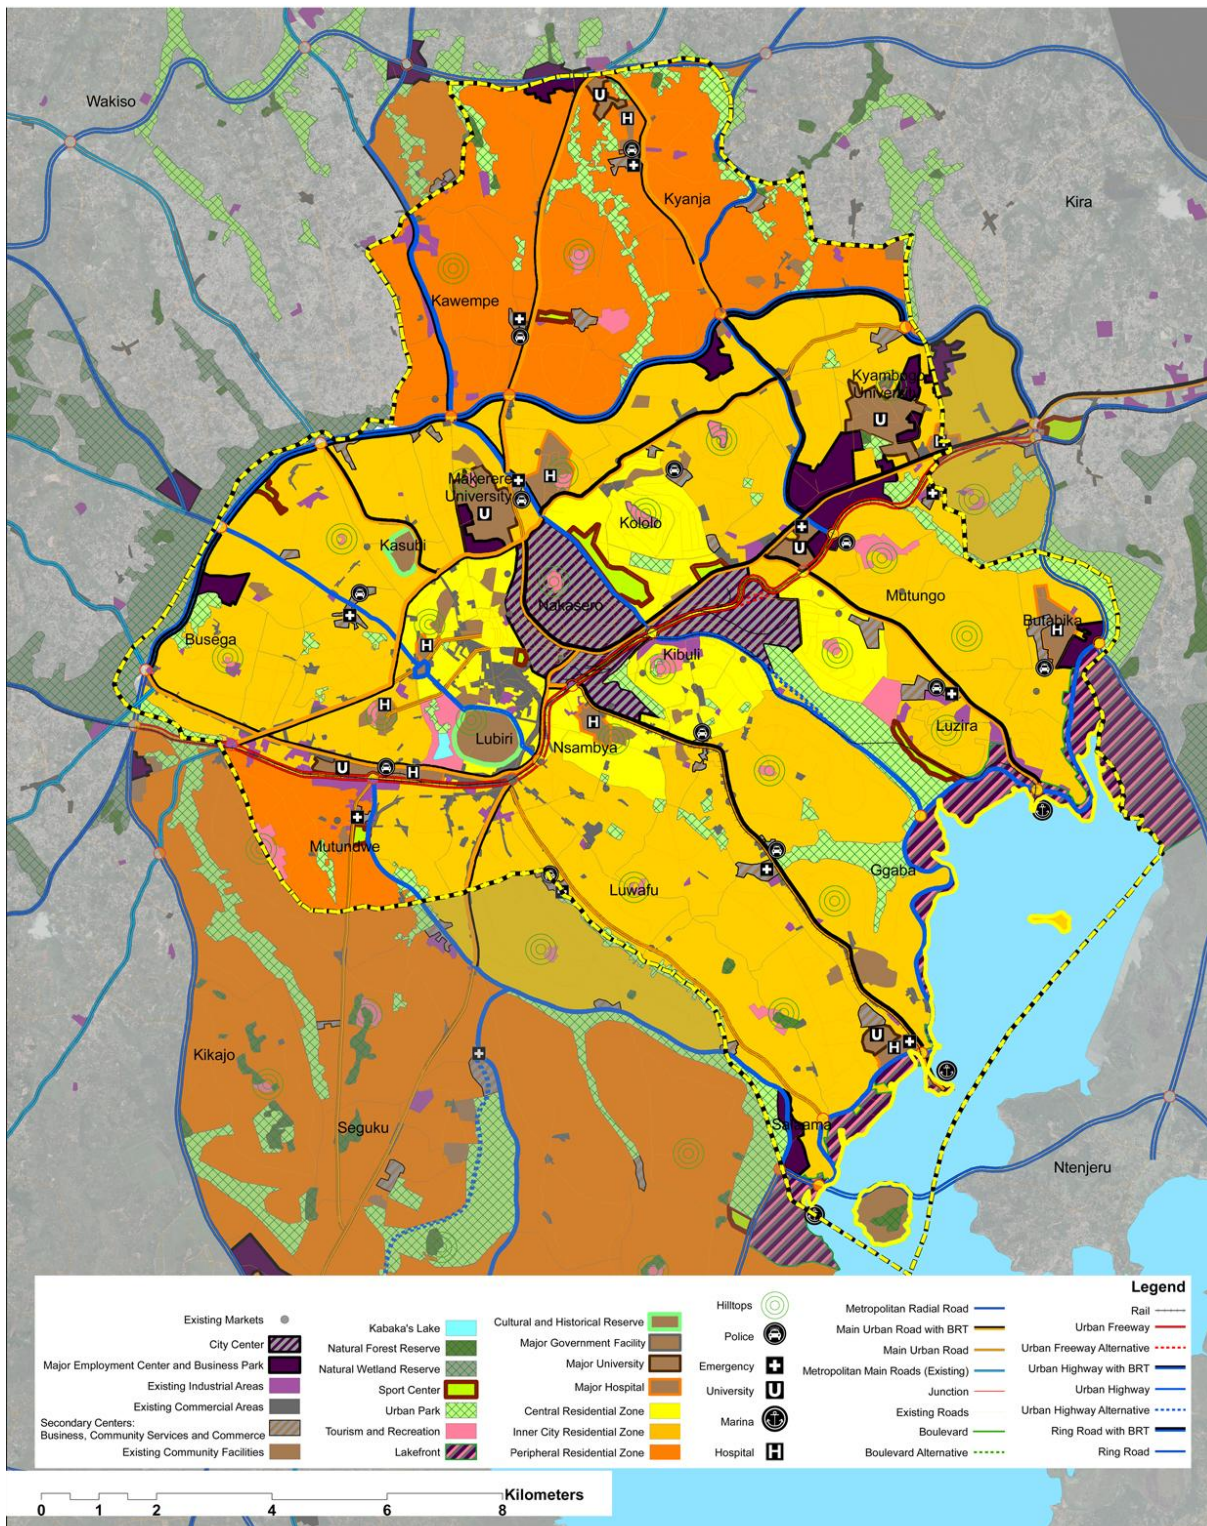 Wakiso
U
H
Kyanja
Kira
Kawempe
Kyambogo
University
U
H
Makerere
University
H
U
Kololo
Kasubi
U
Nakasero
Mutungo
Butabika
H
Busega
H
Kibuli
H
Lubiri
H
Nsambya
Luzira
U
H
Mutundwe
Luwafu
Ggaba
U
H
Kikajo
Seguku
Salaama
Ntenjeru
Legend
Existing Markets
City Center
Major Employment Center and Business Park
Existing Industrial Areas
Existing Commercial Areas
Secondary Centers:
Business, Community Services and Commerce
Existing Community Facilities
Kabaka's Lake
Natural Forest Reserve
Natural Wetland Reserve
Sport Center
Urban Park
Tourism and Recreation
Lakefront
Cultural and Historical Reserve
Major Government Facility
Major University
Major Hospital
Central Residential Zone
Inner City Residential Zone
Peripheral Residential Zone
Hilltops
Police
Emergency
University U
Marina
Hospital H
Metropolitan Radial Road
Main Urban Road with BRT
Main Urban Road
Metropolitan Main Roads (Existing)
Junction
Existing Roads
Boulevard
Boulevard Alternative
Rail
Urban Freeway
Urban Freeway Alternative
Urban Highway with BRT
Urban Highway
Urban Highway Alternative
Ring Road with BRT
Ring Road
Kilometers
0 1 2 4 6 8